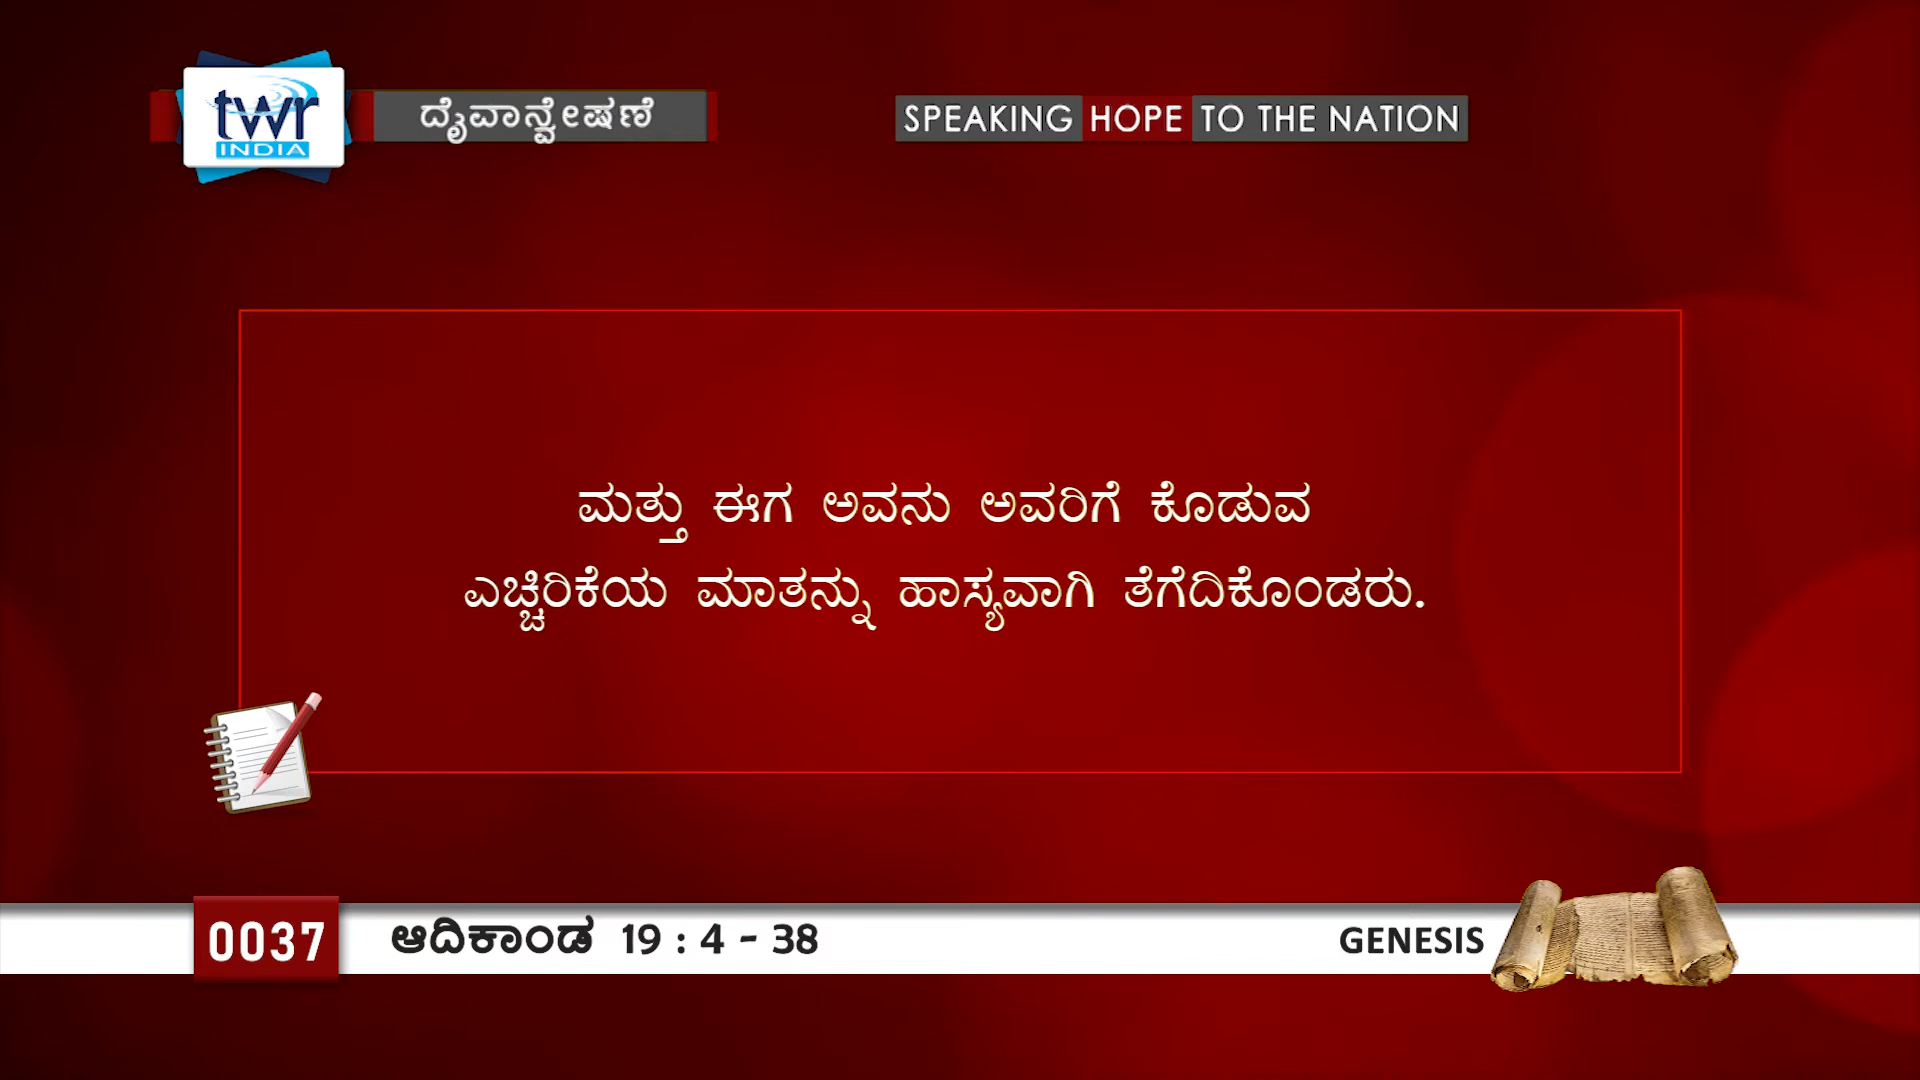 twr
INDIA
ದೈವಾನ್ವೇಷಣೆ
SPEAKING HOPE TO THE NATION
ಮತ್ತು ಈಗ ಅವನು ಅವರಿಗೆ ಕೊಡುವ
ಎಚ್ಚಿರಿಕೆಯ ಮಾತನ್ನು ಹಾಸ್ಯವಾಗಿ ತೆಗೆದಿಕೊಂಡರು.
0037 ಆದಿಕಾಂಡ 19 : 4 - 38
GENESIS